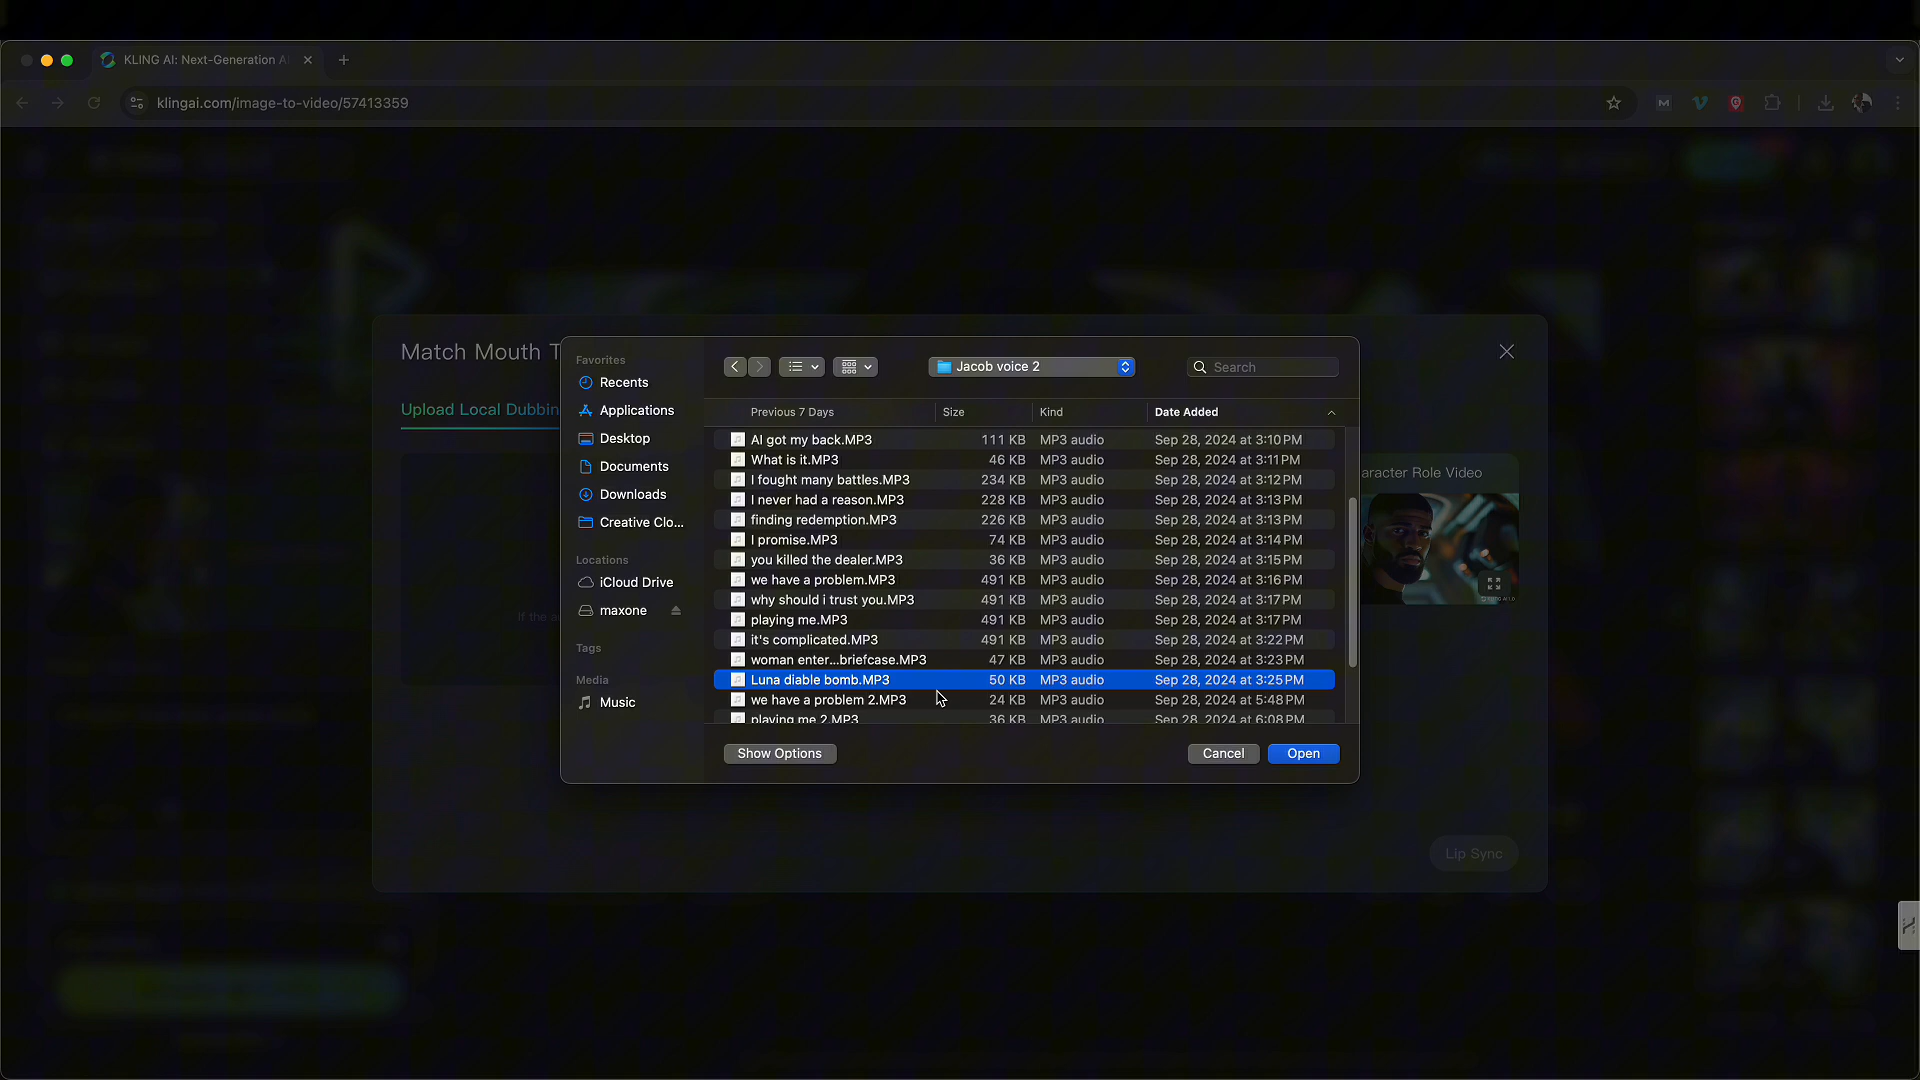 KLING AI: Next-Generation A
klingai.com/image-to-video/57413359
Match Mouth T
Upload Local Dubbin
If the a
aracter Role Video
Lip Sync
Favorites
Recents
Applications
Desktop
Documents
Downloads
Creative Clo...
Locations
iCloud Drive
maxone
Tags
Media
Music
Jacob voice 2
Search
Previous 7 Days Size Kind Date Added
AI got my back.MP3 111 KB MP3 audio Sep 28, 2024 at 3:10 PM
What is it.MP3 46 KB MP3 audio Sep 28, 2024 at 3:11 PM
I fought many battles.MP3 234 KB MP3 audio Sep 28, 2024 at 3:12 PM
I never had a reason.MP3 228 KB MP3 audio Sep 28, 2024 at 3:13 PM
finding redemption.MP3 226 KB MP3 audio Sep 28, 2024 at 3:13 PM
I promise.MP3 74 KB MP3 audio Sep 28, 2024 at 3:14 PM
you killed the dealer.MP3 36 KB MP3 audio Sep 28, 2024 at 3:15 PM
we have a problem.MP3 491 KB MP3 audio Sep 28, 2024 at 3:16 PM
why should i trust you.MP3 491 KB MP3 audio Sep 28, 2024 at 3:17 PM
playing me.MP3 491 KB MP3 audio Sep 28, 2024 at 3:17 PM
it's complicated.MP3 491 KB MP3 audio Sep 28, 2024 at 3:22 PM
woman enter...briefcase.MP3 47 KB MP3 audio Sep 28, 2024 at 3:23 PM
Luna diable bomb.MP3 50 KB MP3 audio Sep 28, 2024 at 3:25 PM
we have a problem 2.MP3 24 KB MP3 audio Sep 28, 2024 at 5:48 PM
playing me 2.MP3 36 KB MP3 audio Sep 28, 2024 at 6:08 PM
Show Options Cancel Open